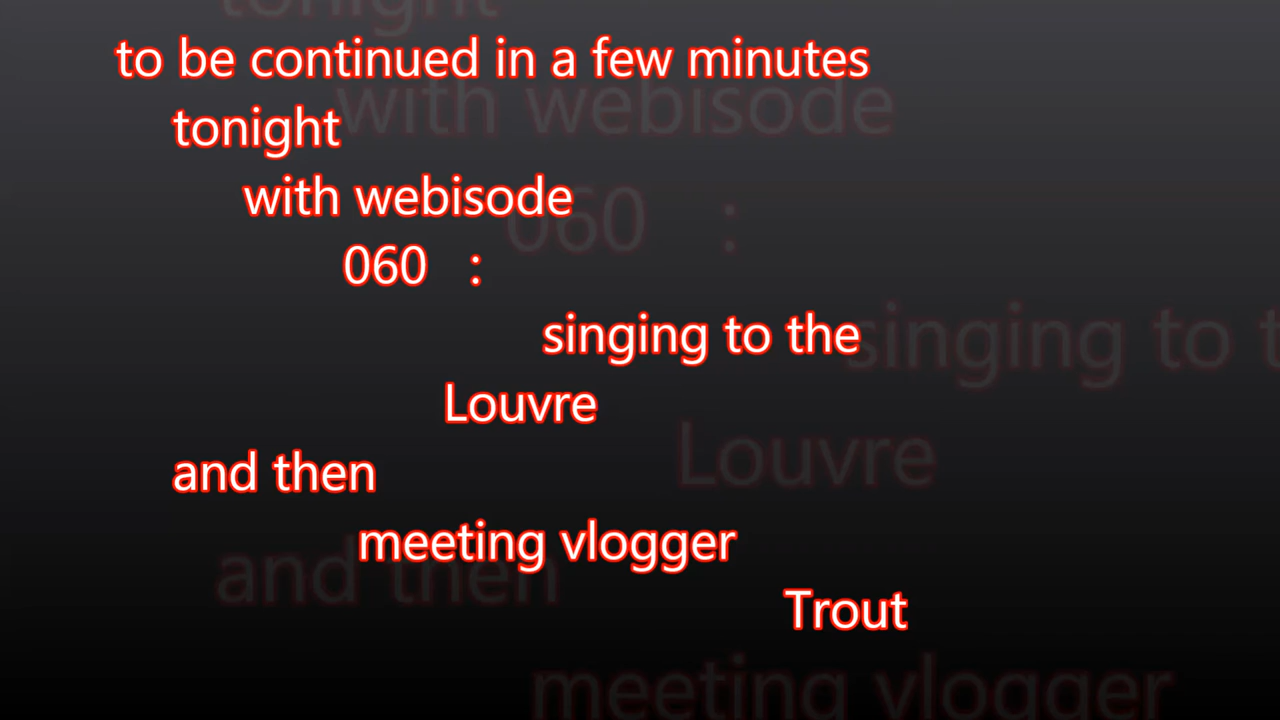 to be continued in a few minutes
tonight
with webisode
060 :
singing to the
Louvre
and then
meeting vlogger
Trout